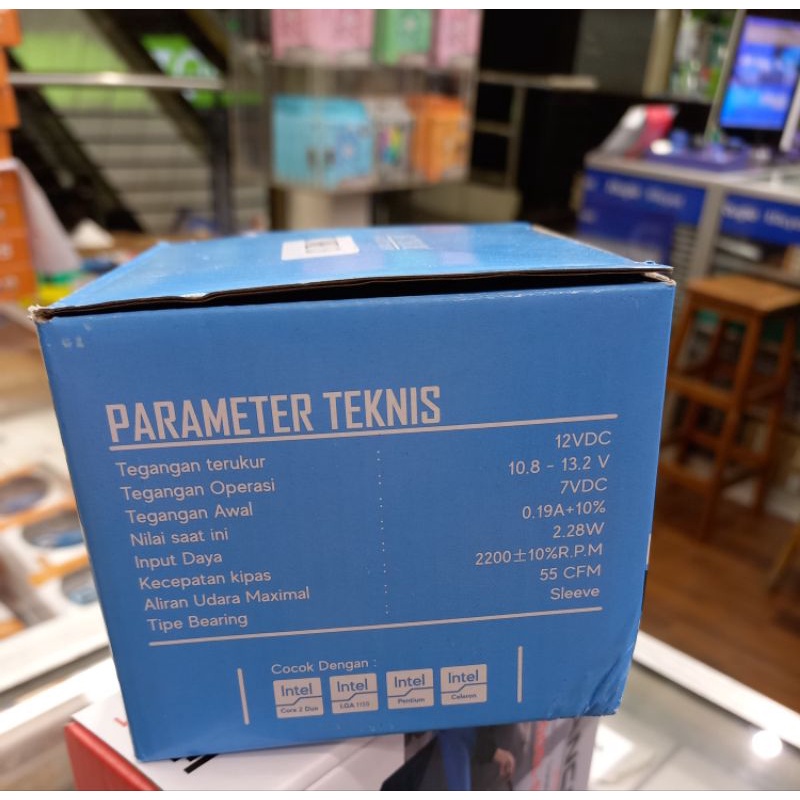 PARAMETER TEKNIS
Tegangan terukur : 12VDC
Tegangan Operasi : 10.8 - 13.2 V
Tegangan Awal : 7VDC
Nilai saat ini : 0.19A+10%
Input Daya : 2.28W
Kecepatan kipas : 2200±10%R.P.M
Aliran Udara Maximal : 55 CFM
Tipe Bearing : Sleeve
Cocok Dengan :
Intel Intel Intel Intel
Core 2 Duo LGA 1155 Pentium Celeron